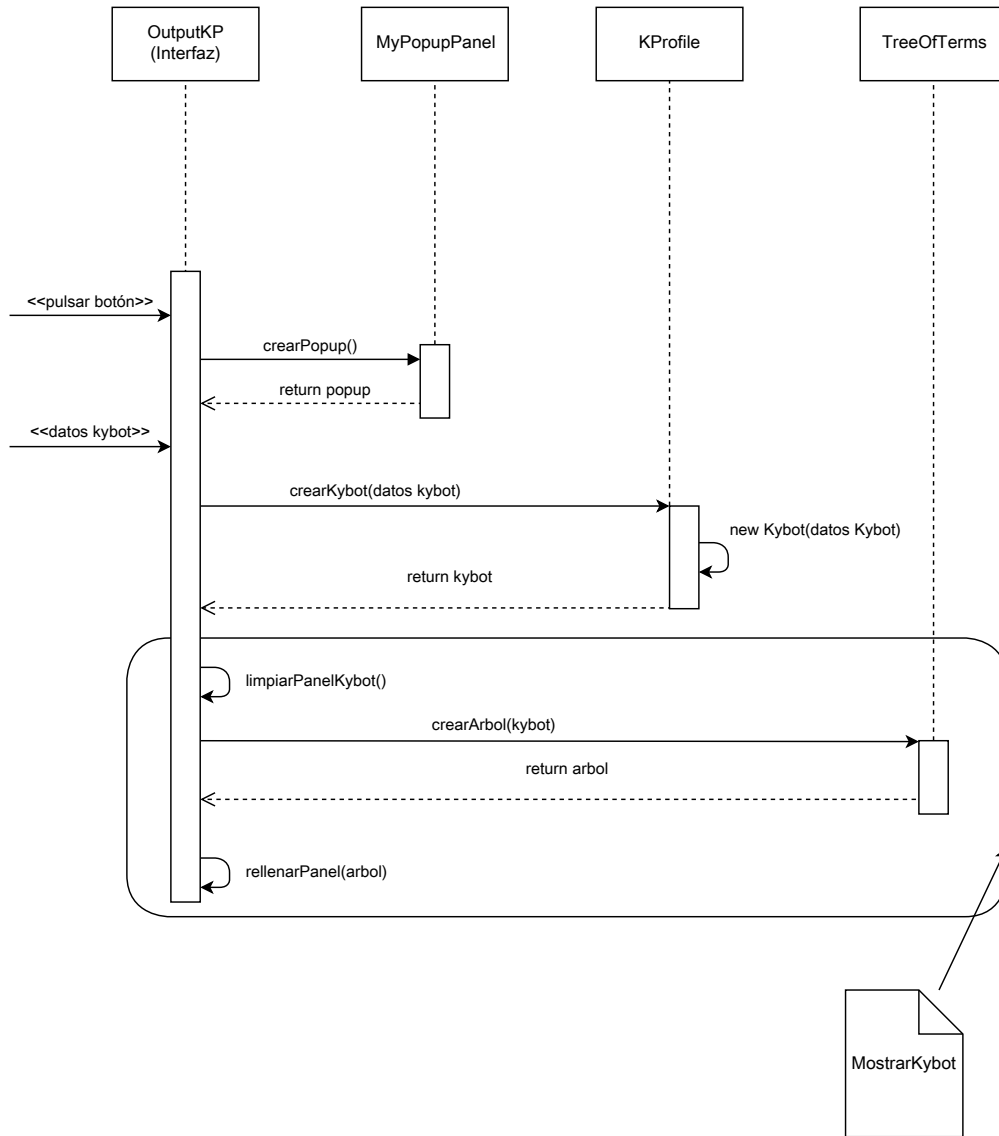 OutputKP
(Interfaz)
MyPopupPanel
KProfile
TreeOfTerms
<<pulsar botón>>
crearPopup()
return popup
<<datos kybot>>
crearKybot(datos kybot)
new Kybot(datos Kybot)
return kybot
limpiarPanelKybot()
crearArbol(kybot)
return arbol
rellenarPanel(arbol)
MostrarKybot